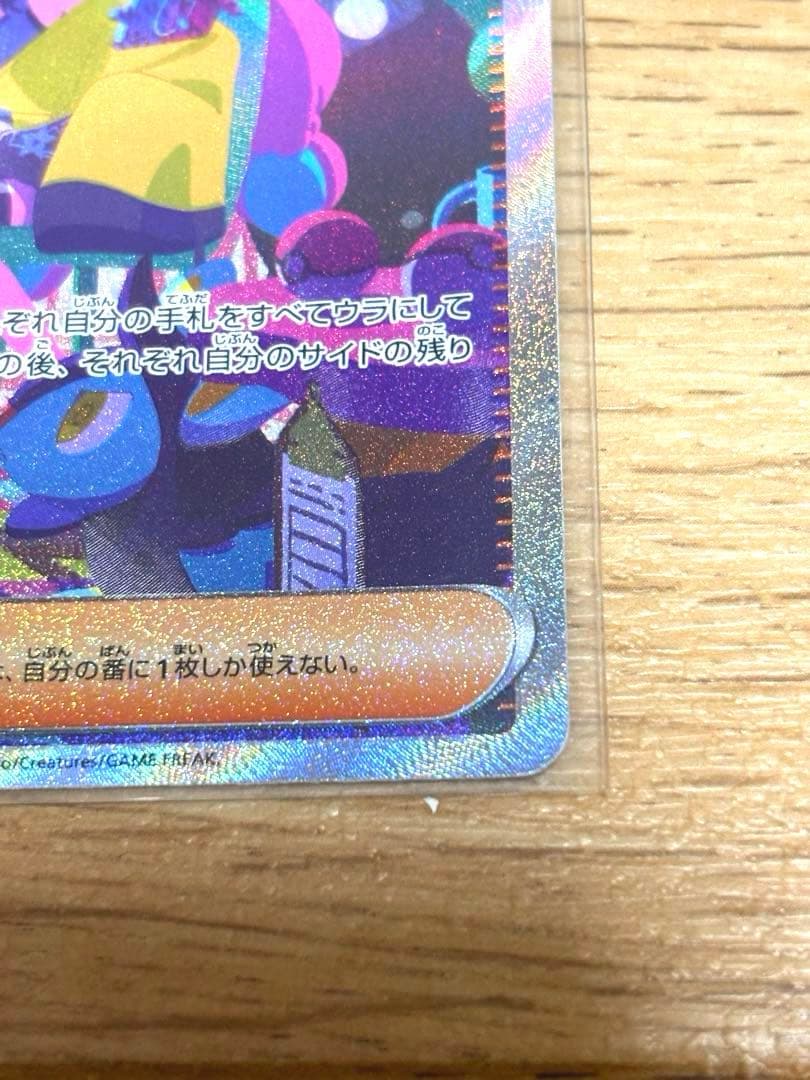 ぞれ自分の手札をすべてウラにして
の後、それぞれ自分のサイドの残り
、自分の番に1枚しか使えない。
o/Creatures/GAME FREAK.